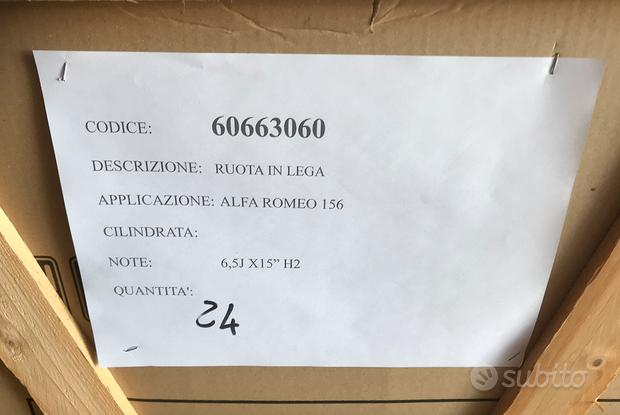 CODICE: 60663060
DESCRIZIONE: RUOTA IN LEGA
APPLICAZIONE: ALFA ROMEO 156
CILINDRATA:
NOTE: 6,5J X15” H2
QUANTITA': 24
subito